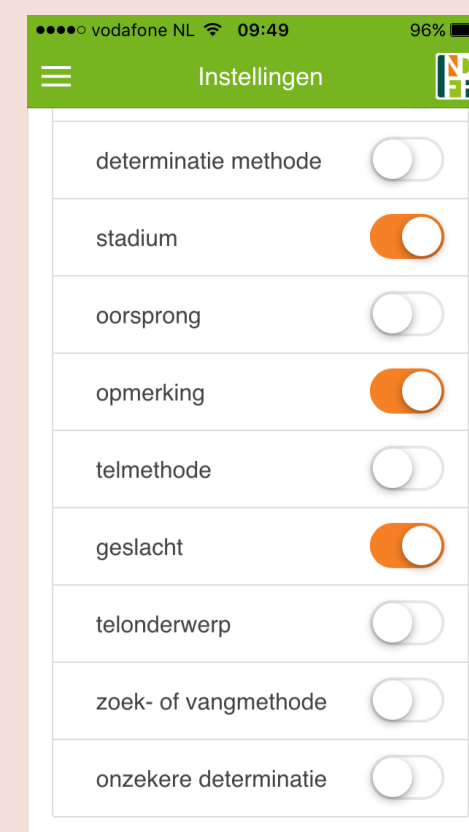 vodafone NL 09:49 96%
Instellingen
determinatie methode
stadium
oorsprong
opmerking
telmethode
geslacht
telonderwerp
zoek- of vangmethode
onzekere determinatie